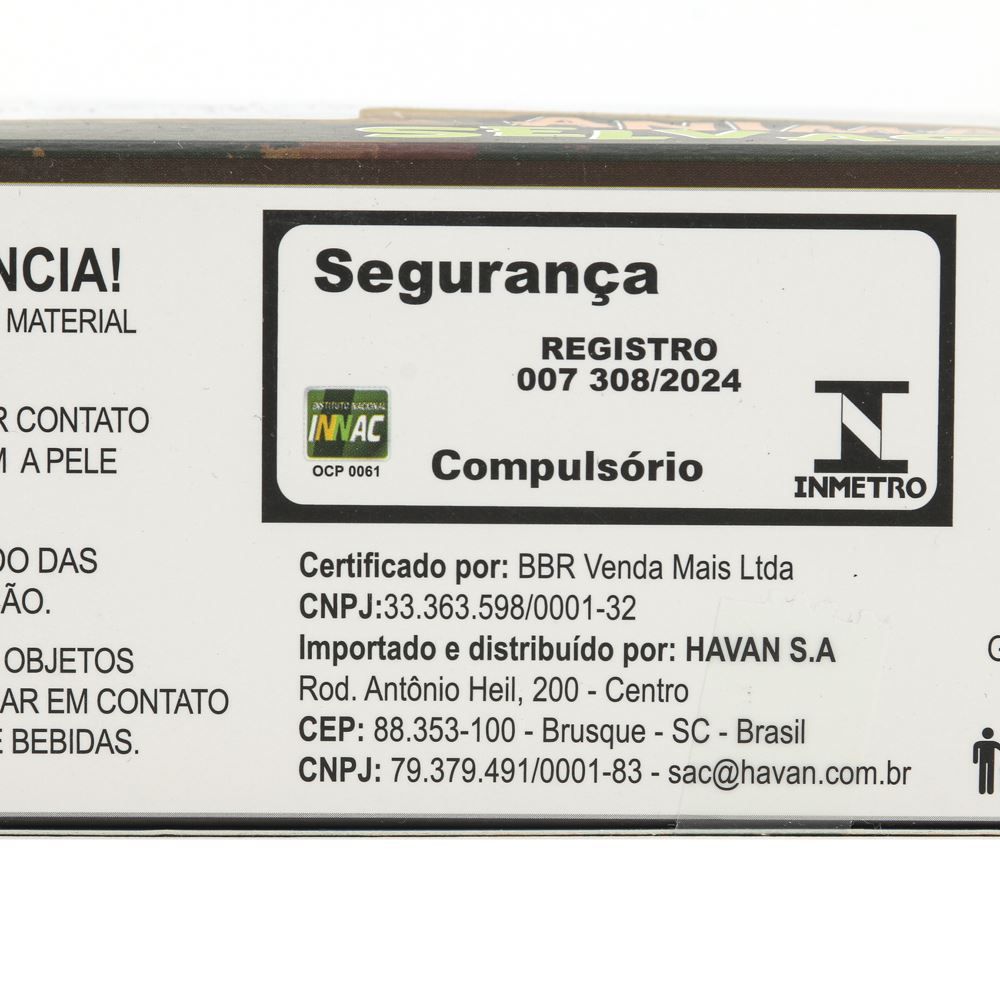 NCIA!
MATERIAL
R CONTATO
A PELE
DO DAS
ÃO.
OBJETOS
AR EM CONTATO
E BEBIDAS.
Segurança
REGISTRO
007 308/2024
INSTITUTO NACIONAL
INNAC
OCP 0061
Compulsório
INMETRO
Certificado por: BBR Venda Mais Ltda
CNPJ:33.363.598/0001-32
Importado e distribuído por: HAVAN S.A
Rod. Antônio Heil, 200 - Centro
CEP: 88.353-100 - Brusque - SC - Brasil
CNPJ: 79.379.491/0001-83 - sac@havan.com.br